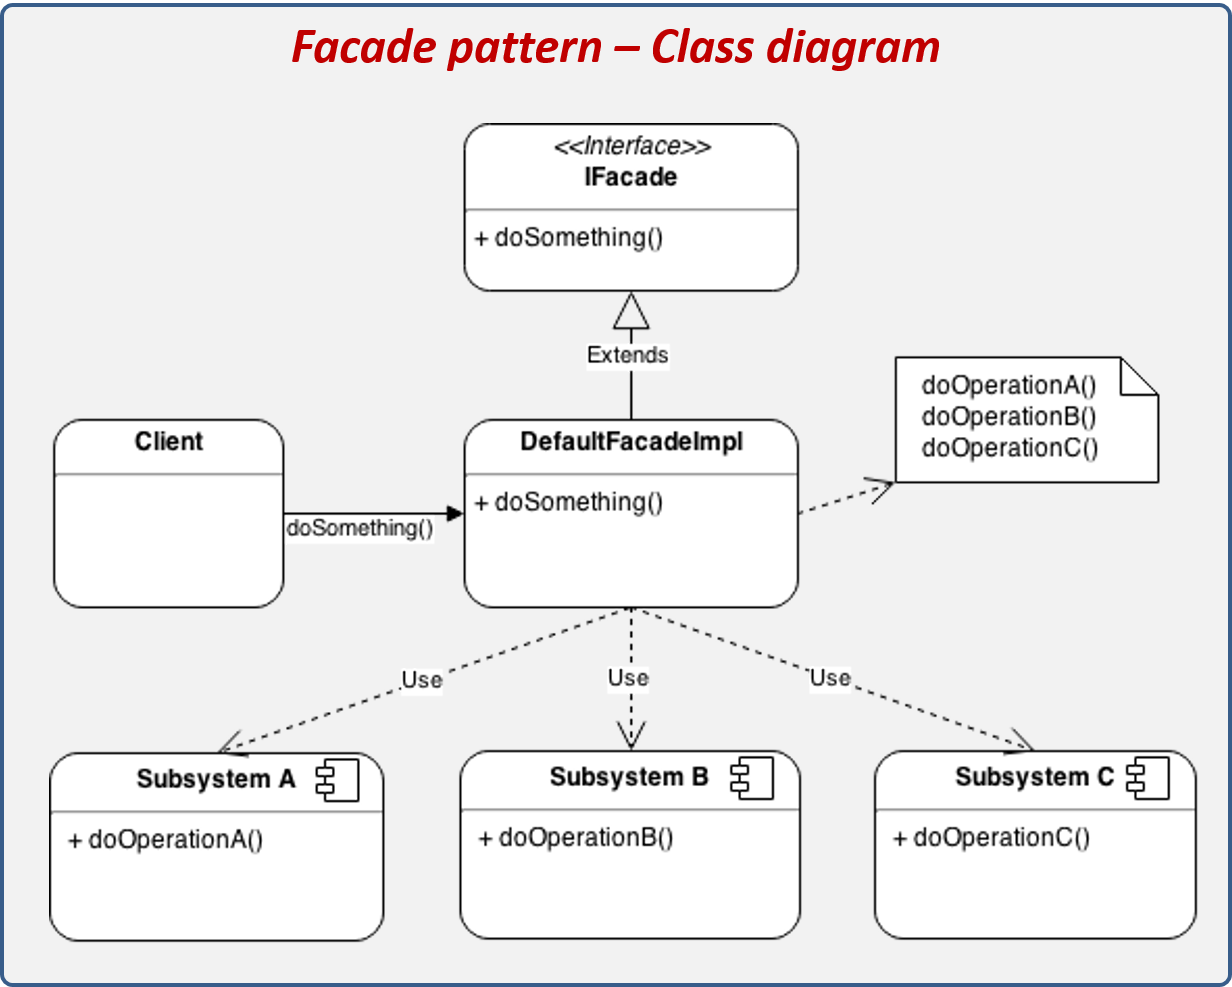 Facade pattern – Class diagram
<<Interface>>
IFacade
+ doSomething()
Extends
doOperationA()
doOperationB()
doOperationC()
Client
doSomething()
DefaultFacadeImpl
+ doSomething()
Use
Use
Use
Subsystem A
+ doOperationA()
Subsystem B
+ doOperationB()
Subsystem C
+ doOperationC()